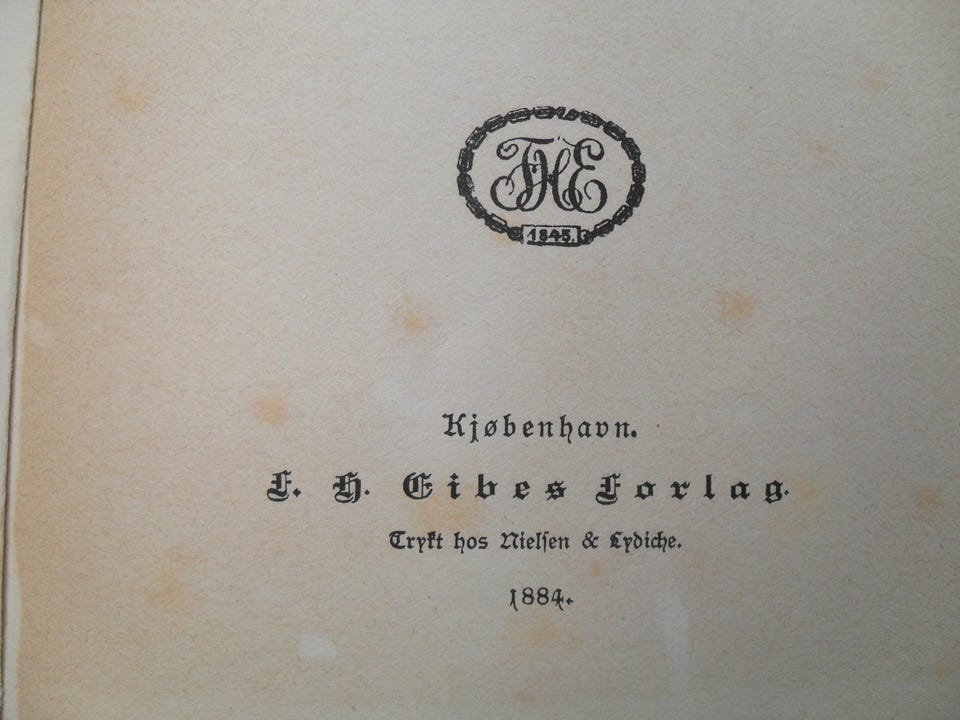 FHE
1845.
Kjøbenhavn.
F. H. Eibes Forlag.
Trykt hos Nielsen & Lydiche.
1884.